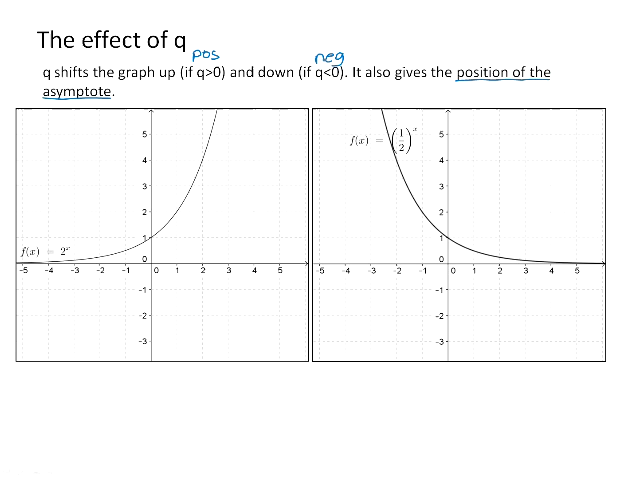 The effect of q
pos neg
q shifts the graph up (if q>0) and down (if q<0). It also gives the position of the
asymptote.
5
4
3
2
1
0
-1
-2
-3
f(x) = 2^x
-5 -4 -3 -2 -1 0 1 2 3 4 5
f(x) = (1/2)^x
5
4
3
2
1
0
-1
-2
-3
-5 -4 -3 -2 -1 0 1 2 3 4 5